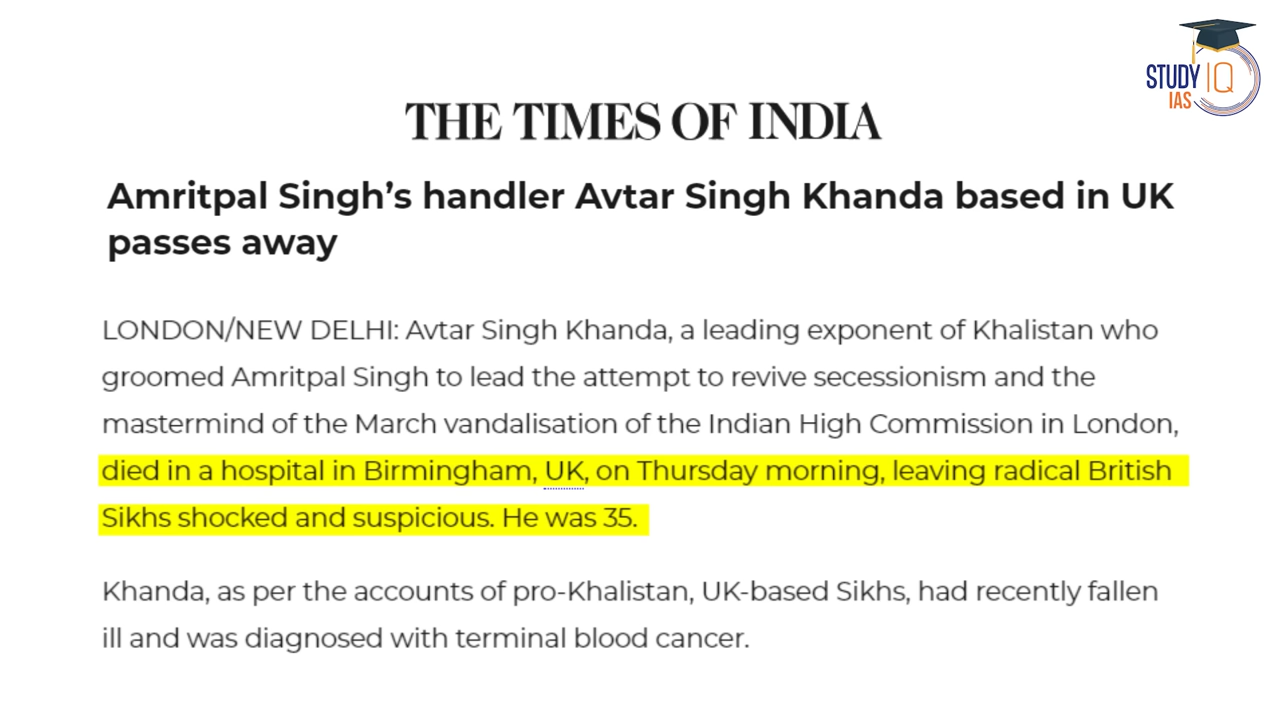 STUDY IQ
IAS
THE TIMES OF INDIA
Amritpal Singh’s handler Avtar Singh Khanda based in UK
passes away
LONDON/NEW DELHI: Avtar Singh Khanda, a leading exponent of Khalistan who
groomed Amritpal Singh to lead the attempt to revive secessionism and the
mastermind of the March vandalisation of the Indian High Commission in London,
died in a hospital in Birmingham, UK, on Thursday morning, leaving radical British
Sikhs shocked and suspicious. He was 35.
Khanda, as per the accounts of pro-Khalistan, UK-based Sikhs, had recently fallen
ill and was diagnosed with terminal blood cancer.